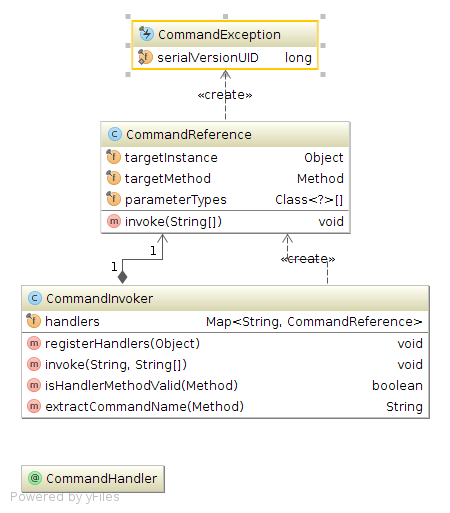 CommandException
serialVersionUID long
«create»
CommandReference
targetInstance Object
targetMethod Method
parameterTypes Class<?>[]
invoke(String[]) void
1
«create»
1
CommandInvoker
handlers Map<String, CommandReference>
registerHandlers(Object) void
invoke(String, String[]) void
isHandlerMethodValid(Method) boolean
extractCommandName(Method) String
CommandHandler
Powered by yFiles